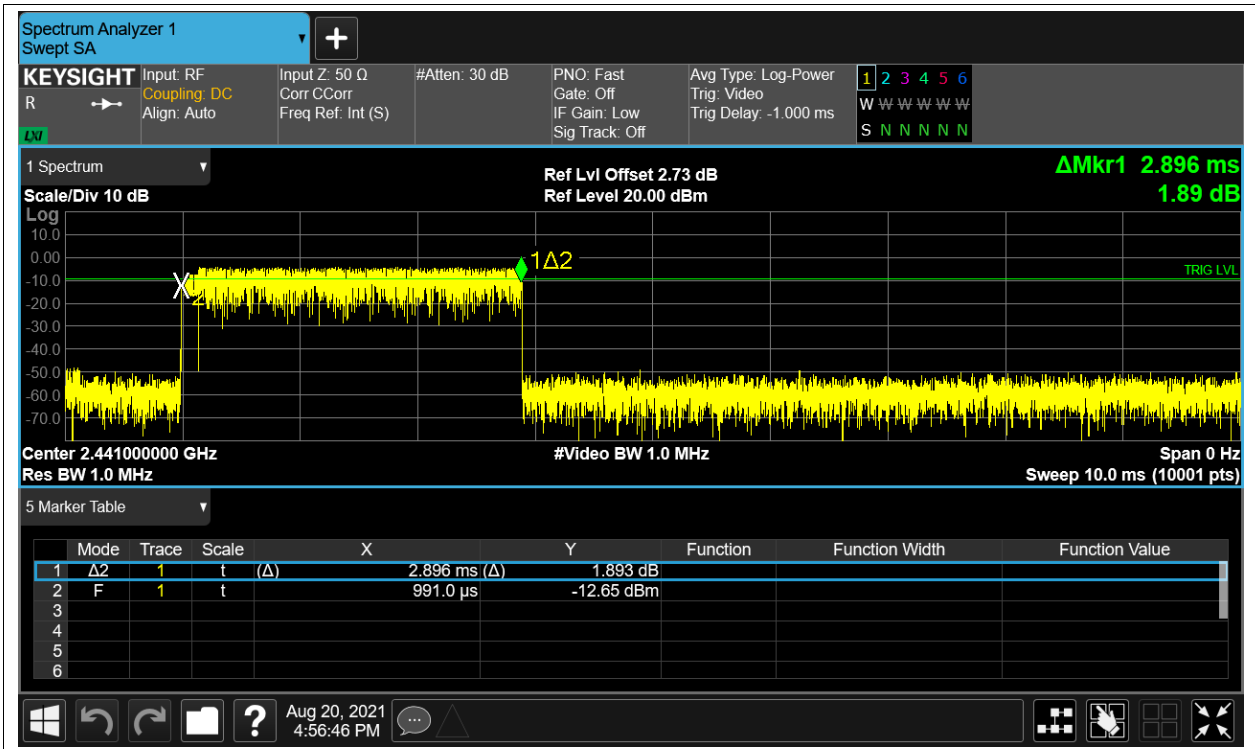 Spectrum Analyzer 1
Swept SA
+
KEYSIGHT Input: RF Input Z: 50 Ω #Atten: 30 dB PNO: Fast Avg Type: Log-Power 1 2 3 4 5 6
R Coupling: DC Corr CCorr Gate: Off Trig: Video W W W W W W
Align: Auto Freq Ref: Int (S) IF Gain: Low Trig Delay: -1.000 ms
LXI Sig Track: Off S N N N N N
1 Spectrum
Ref Lvl Offset 2.73 dB ΔMkr1 2.896 ms
Scale/Div 10 dB Ref Level 20.00 dBm 1.89 dB
Log
10.0
0.00 1Δ2
-10.0 TRIG LVL
-20.0 2
-30.0
-40.0
-50.0
-60.0
-70.0
Center 2.441000000 GHz #Video BW 1.0 MHz Span 0 Hz
Res BW 1.0 MHz Sweep 10.0 ms (10001 pts)
5 Marker Table
Mode Trace Scale X Y Function Function Width Function Value
1 Δ2 1 t (Δ) 2.896 ms (Δ) 1.893 dB
2 F 1 t 991.0 µs -12.65 dBm
3
4
5
6
? Aug 20, 2021
4:56:46 PM